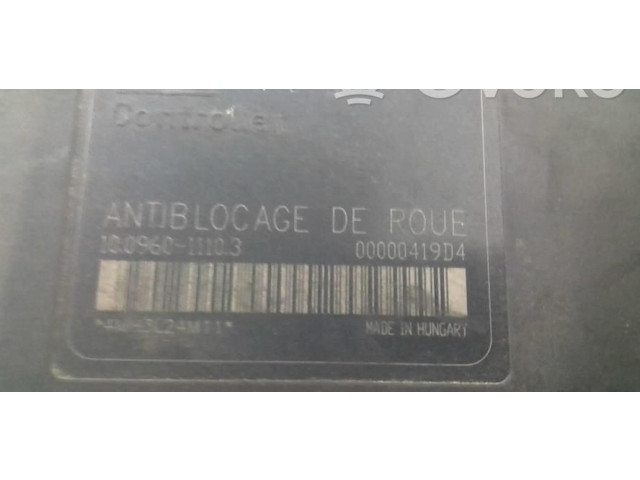 Controller
ANTIBLOCAGE DE ROUE
10.0960-1110.3 00000419D4
MADE IN HUNGARY